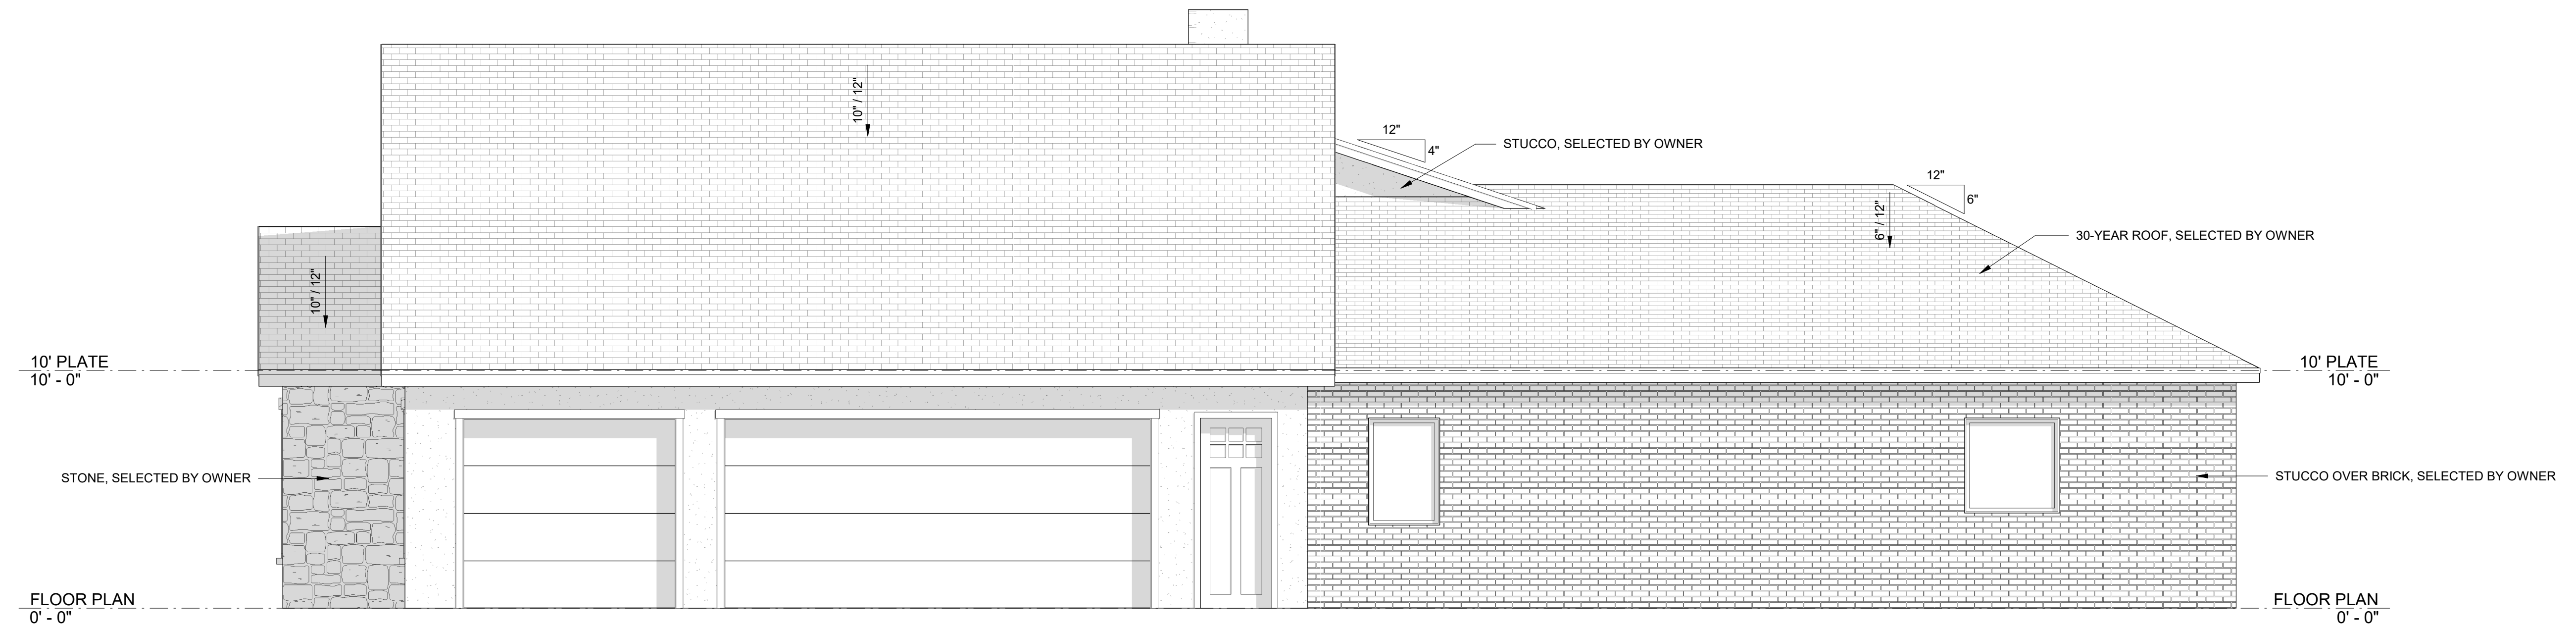 10" / 12"
12"
4"
STUCCO, SELECTED BY OWNER
12"
6"
6" / 12"
30-YEAR ROOF, SELECTED BY OWNER
10" / 12"
10' PLATE
10' - 0"
10' PLATE
10' - 0"
STONE, SELECTED BY OWNER
STUCCO OVER BRICK, SELECTED BY OWNER
FLOOR PLAN
0' - 0"
FLOOR PLAN
0' - 0"